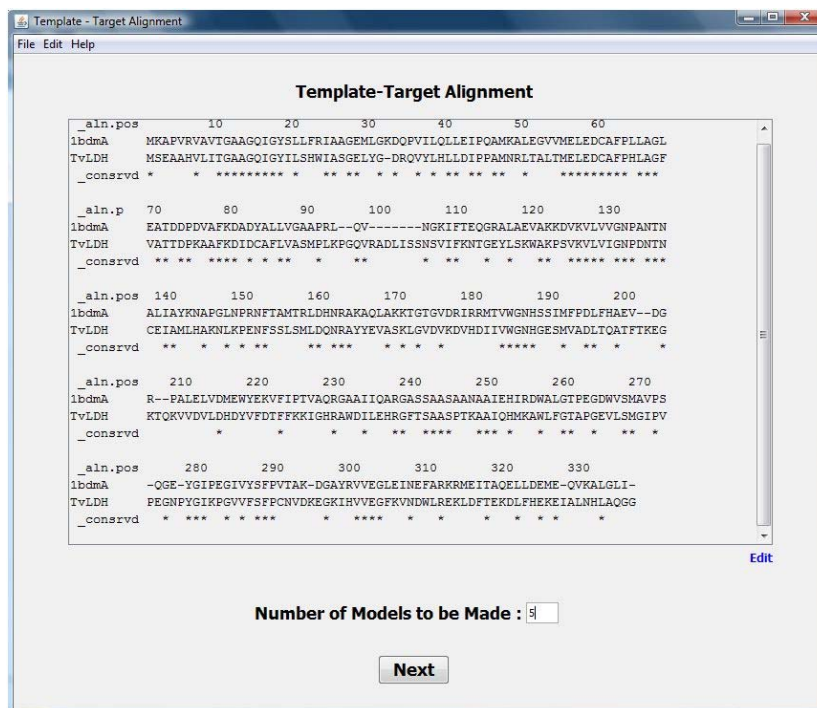 Template - Target Alignment
File Edit Help
Template-Target Alignment
_aln.pos         10        20        30        40        50        60
1bdmA     MKAPVRVAVTGAAGQIGYSLLFRIAAGEMLGKDQPVILQLLEIPQAMKALEGVVMELEDCAFPLLAGL
TvLDH     MSEAAHVLITGAAGQIGYILSHWIASGELYG-DRQVYLHLLDIPPAMNRLTALTMELEDCAFPHLAGF
_consrvd  *     *  *********  *   **  **  * *  *  * **  ** **  *     ********* ***
_aln.p   70        80        90       100       110       120       130
1bdmA     EATDDPDVAFKDADYALLVGAAPRL--QV-------NGKIFTEQGRALAEVAKKDVKVLVVGNPANTN
TvLDH     VATTDPKAAFKDIDCAFLVASMPLKPGQVRADLISSNSVIFKNTGEYLSKWAKPSVKVLVIGNPDNTN
_consrvd   ** **  **** * * **   *    **       *  **   *  *   **  ***** *** ***
_aln.pos  140       150       160       170       180       190       200
1bdmA     ALIAYKNAPGLNPRNFTAMTRLDHNRAKAQLAKKTGTGVDRIRRMTVWGNHSSIMFPDLFHAEV--DG
TvLDH     CEIAMLHAKNLKPENFSSLSMLDQNRAYYEVASKLGVDVKDVHDIIVWGNHGESMVADLTQATFTKEG
_consrvd    **   *  * * **     ** ***    * * *  *       *****   *  **  *     *
_aln.pos    210       220       230       240       250       260       270
1bdmA     R--PALELVDMEWYEKVFIPTVAQRGAAIIQARGASSAASAANAAIEHIRDWALGTPEGDWVSMAVPS
TvLDH     KTQKVVDVLDHDYVFDTFFKKIGHRAWDILEHRGFTSAASPTKAAIQHMKAWLFGTAPGEVLSMGIPV
_consrvd           *       *      *   *    **  ****   *** *   *  **  *   **  *
_aln.pos      280       290       300       310       320       330
1bdmA     -QGE-YGIPEGIVYSFPVTAK-DGAYRVVEGLEINEFARKRMEITAQELLDEME-QVKALGLI-
TvLDH     PEGNPYGIKPGVVFSFPCNVDKEGKIHVVEGFKVNDWLREKLDFTEKDLFHEKEIALNHLAQGG
_consrvd    *  ***  * * ***      *   ****   *   *     *   *  * *     *
Edit
Number of Models to be Made : 5
Next